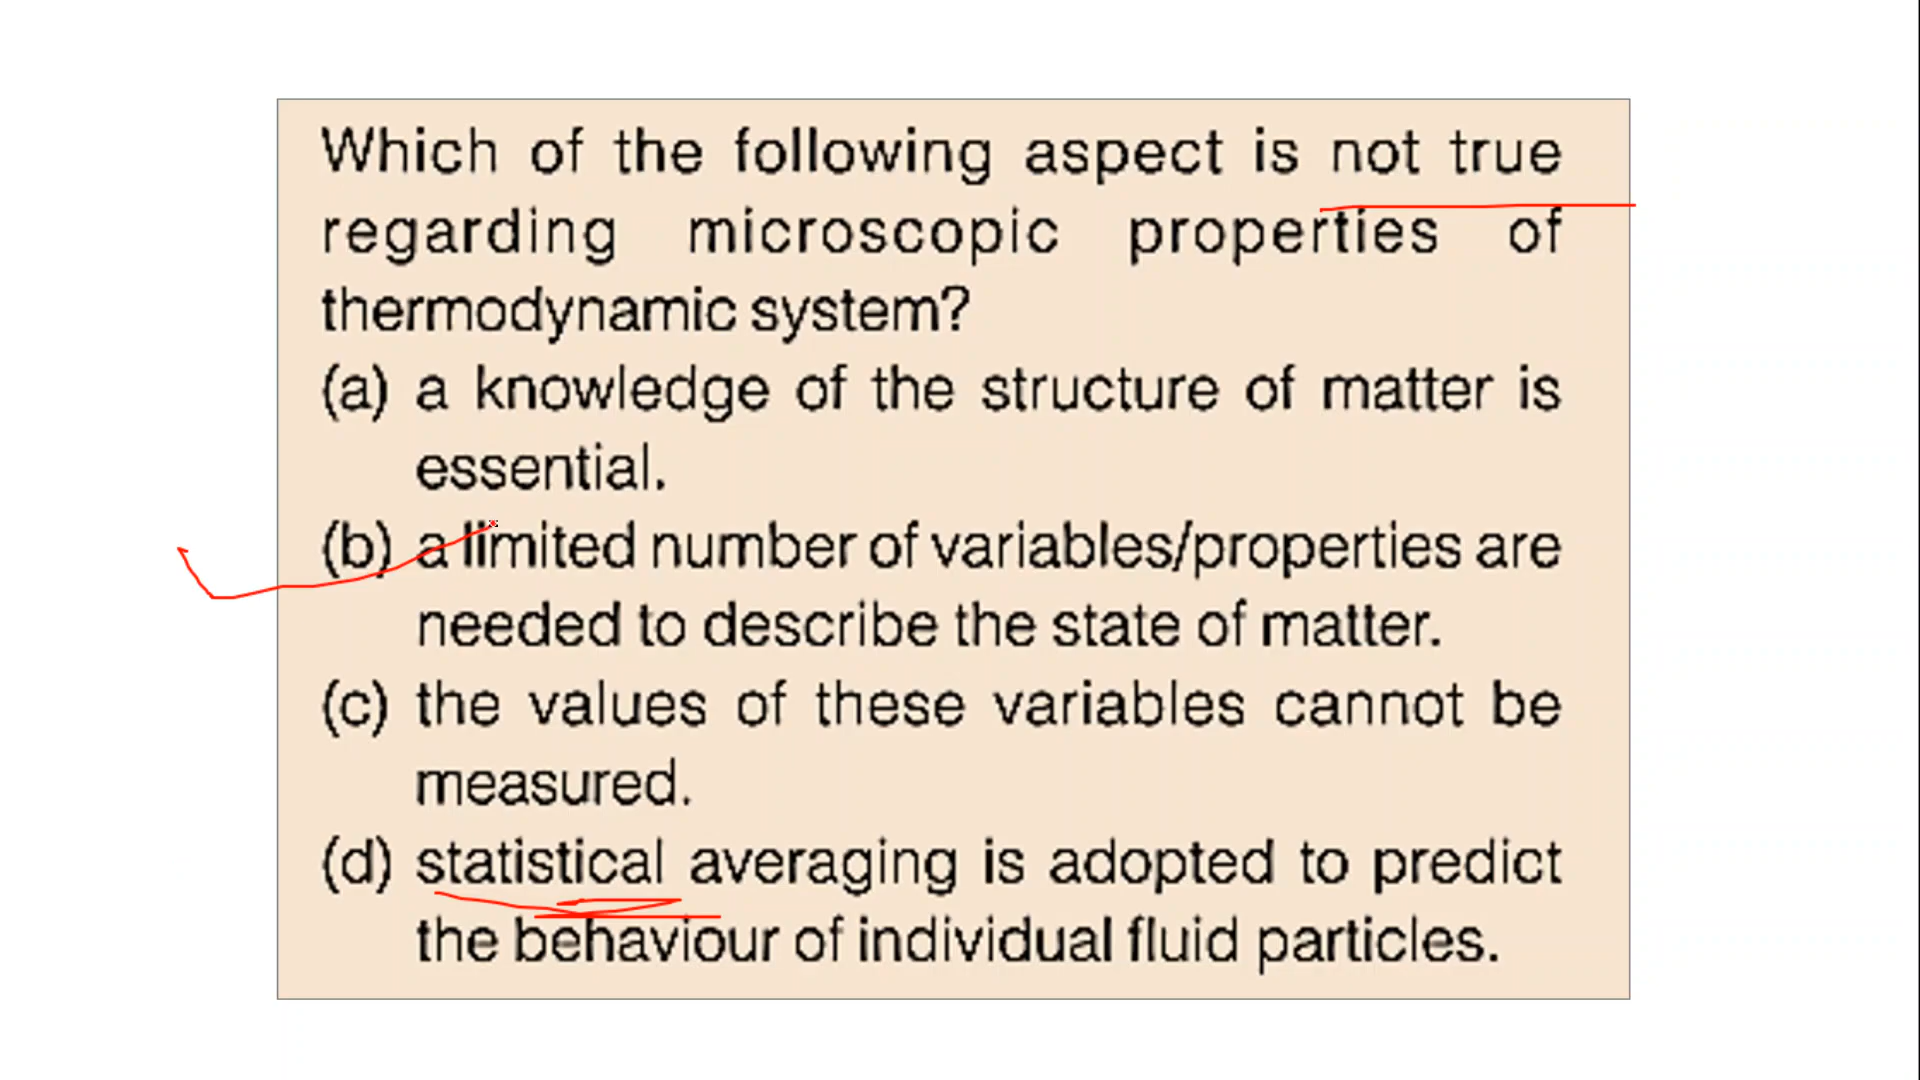 Which of the following aspect is not true
regarding microscopic properties of
thermodynamic system?
(a) a knowledge of the structure of matter is
essential.
(b) a limited number of variables/properties are
needed to describe the state of matter.
(c) the values of these variables cannot be
measured.
(d) statistical averaging is adopted to predict
the behaviour of individual fluid particles.